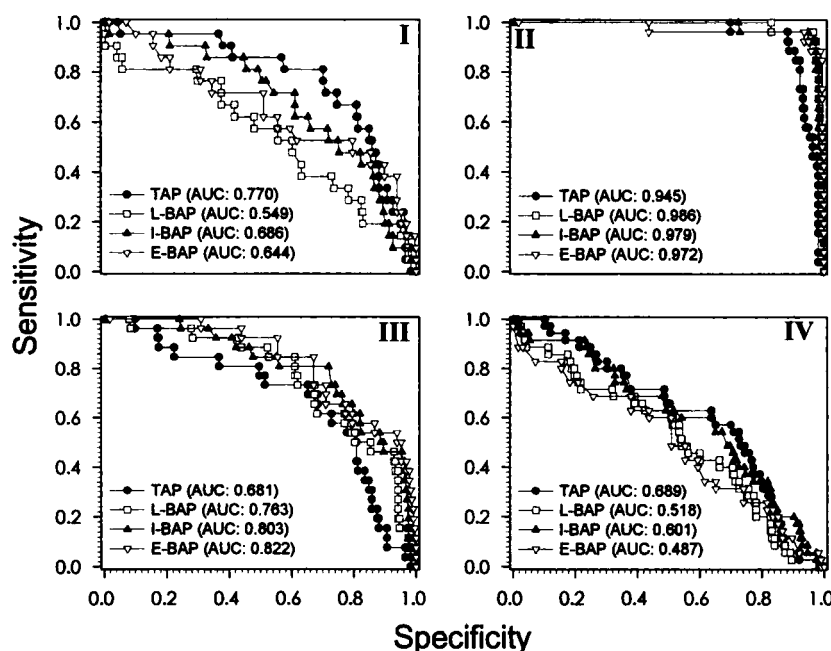 Sensitivity
1.0
0.8
0.6
0.4
0.2
0.0
I
TAP (AUC: 0.770)
L-BAP (AUC: 0.549)
I-BAP (AUC: 0.686)
E-BAP (AUC: 0.644)
1.0
0.8
0.6
0.4
0.2
0.0
II
TAP (AUC: 0.945)
L-BAP (AUC: 0.986)
I-BAP (AUC: 0.979)
E-BAP (AUC: 0.972)
1.0
0.8
0.6
0.4
0.2
0.0
III
TAP (AUC: 0.681)
L-BAP (AUC: 0.763)
I-BAP (AUC: 0.803)
E-BAP (AUC: 0.822)
0.0 0.2 0.4 0.6 0.8 1.0
1.0
0.8
0.6
0.4
0.2
0.0
IV
TAP (AUC: 0.689)
L-BAP (AUC: 0.518)
I-BAP (AUC: 0.601)
E-BAP (AUC: 0.487)
0.0 0.2 0.4 0.6 0.8 1.0
Specificity